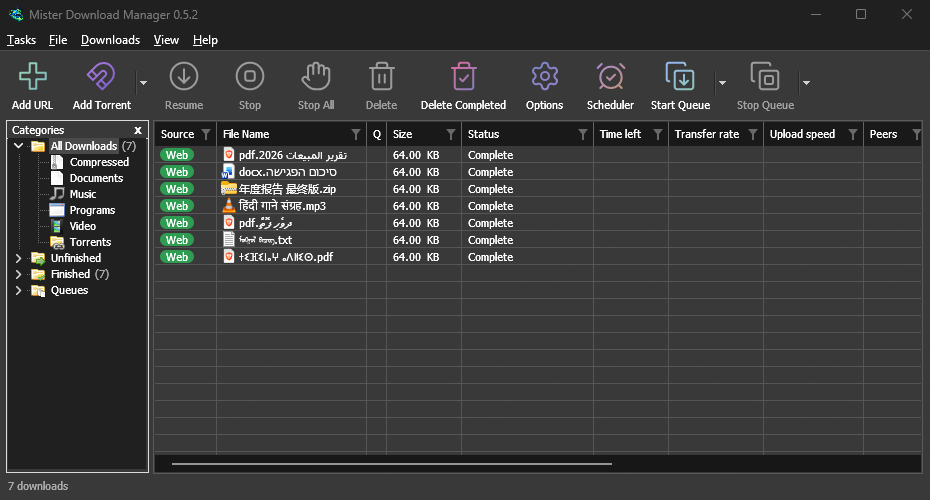 Mister Download Manager 0.5.2
Tasks File Downloads View Help
Add URL Add Torrent Resume Stop Stop All Delete Delete Completed Options Scheduler Start Queue Stop Queue
Categories x
All Downloads (7)
Compressed
Documents
Music
Programs
Video
Torrents
Unfinished
Finished (7)
Queues
Source File Name Q Size Status Time left Transfer rate Upload speed Peers
Web تقرير المبيعات 2026.pdf 64.00 KB Complete
Web סיכום הפגישה.docx 64.00 KB Complete
Web 年度报告 最终版.zip 64.00 KB Complete
Web हिंदी गाने संग्रह.mp3 64.00 KB Complete
Web .pdf 64.00 KB Complete
Web .txt 64.00 KB Complete
Web .pdf 64.00 KB Complete
7 downloads